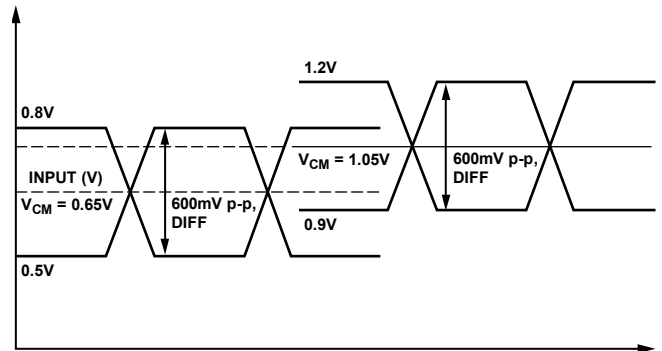 1.2V
0.8V
INPUT (V)
V_CM = 0.65V
600mV p-p,
DIFF
0.5V
V_CM = 1.05V
600mV p-p,
DIFF
0.9V